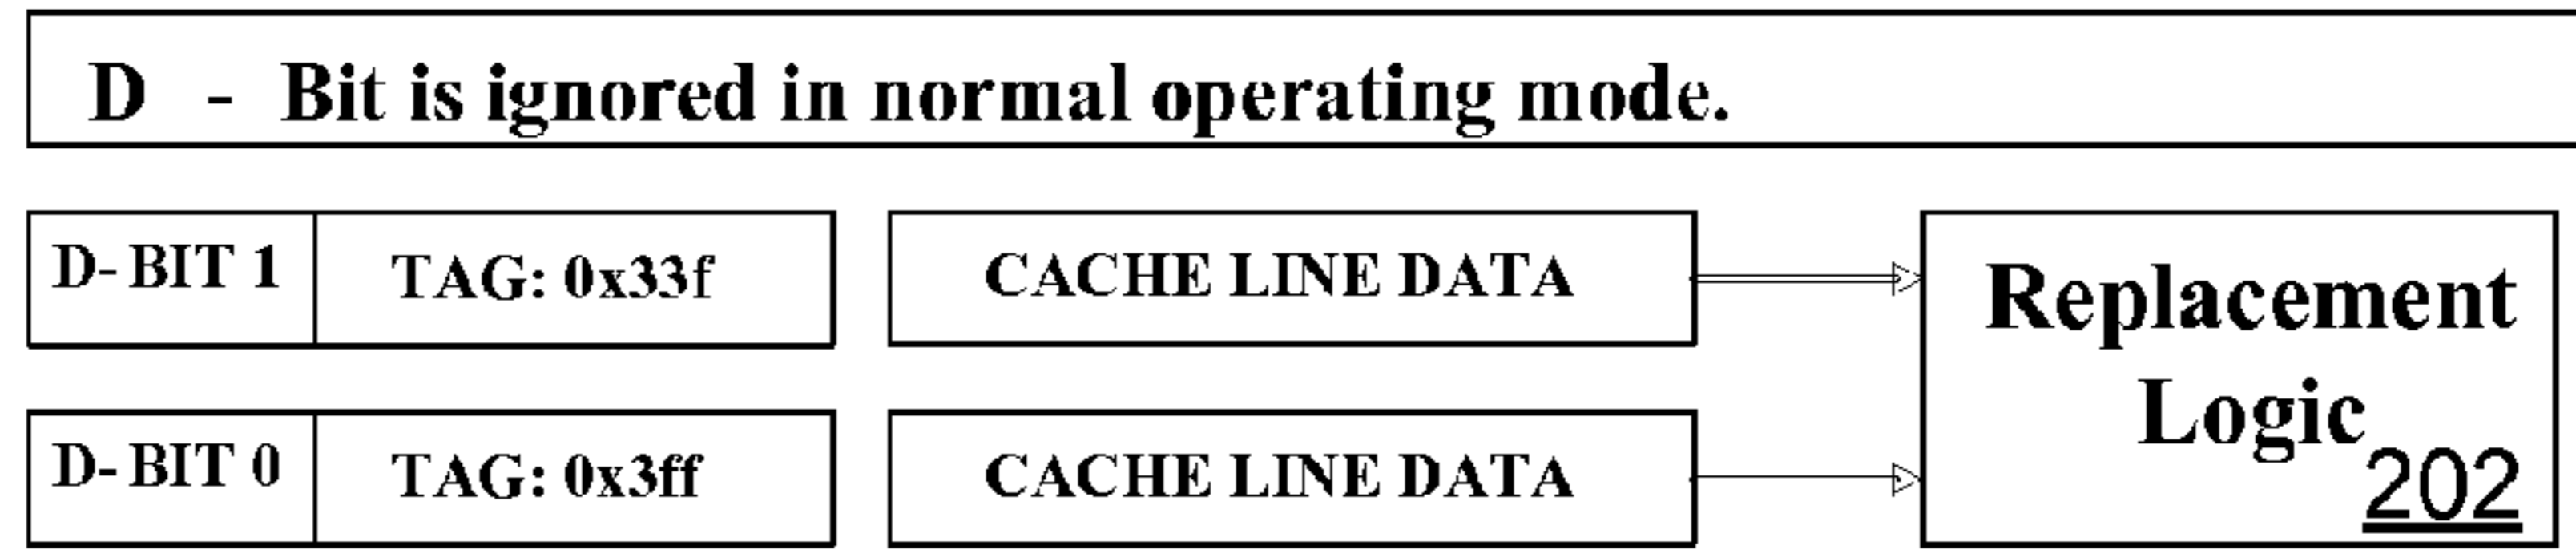 D - Bit is ignored in normal operating mode.
D- BIT 1 TAG: 0x33f CACHE LINE DATA
Replacement
Logic
202
D- BIT 0 TAG: 0x3ff CACHE LINE DATA